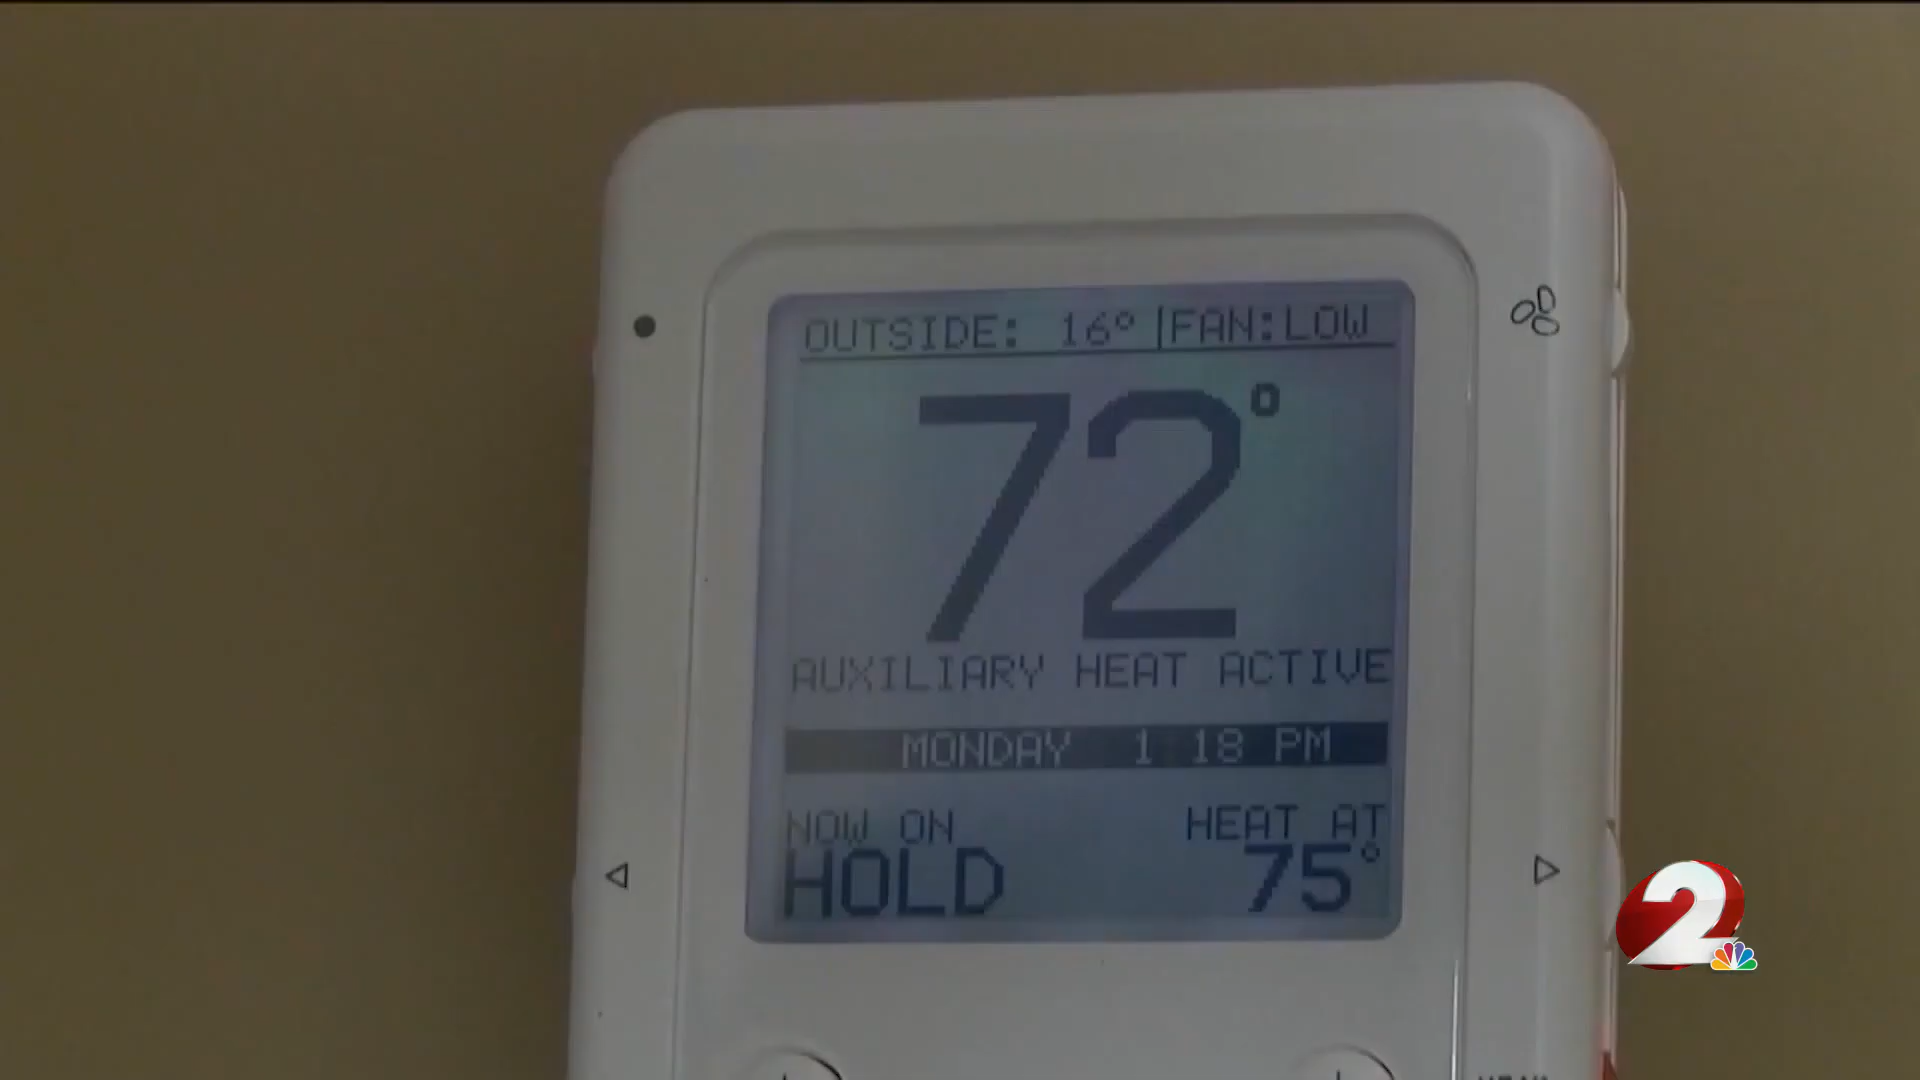 OUTSIDE: 16° |FAN:LOW
72°
AUXILIARY HEAT ACTIVE
MONDAY 1 18 PM
NOW ON HEAT AT
HOLD 75°
2